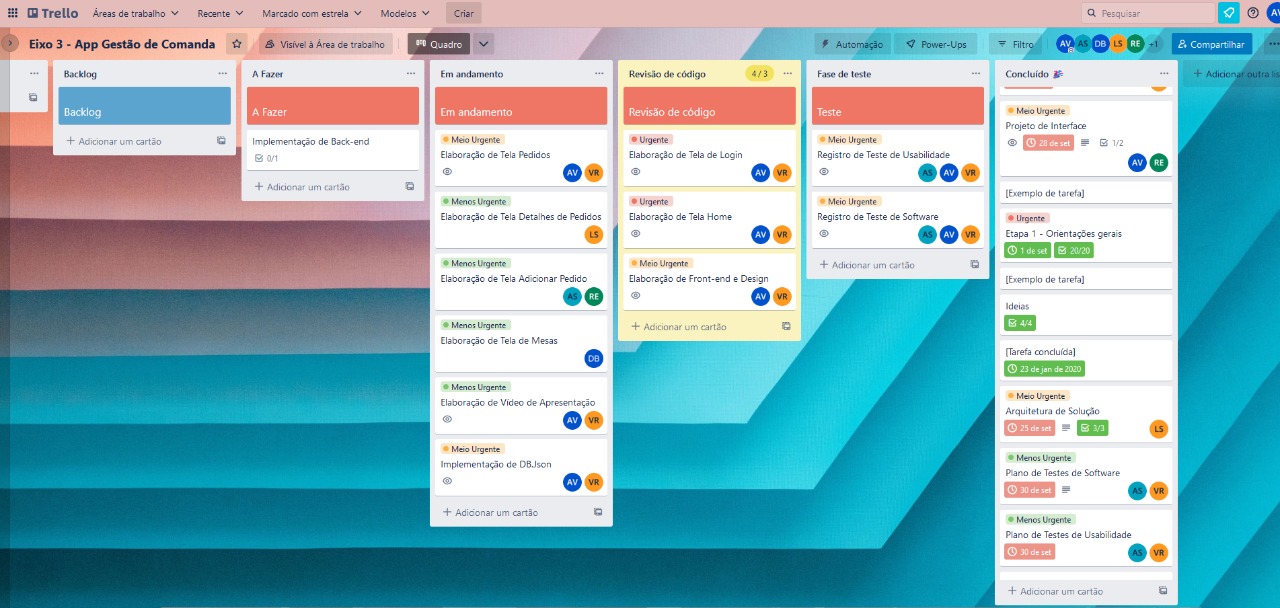 Trello
Áreas de trabalho
Recente
Marcado com estrela
Modelos
Criar
Pesquisar
AV
Eixo 3 - App Gestão de Comanda
Visível à Área de trabalho
Quadro
Automação
Power-Ups
Filtro
AV AS DB LS RE +1
Compartilhar
Backlog
Backlog
+ Adicionar um cartão
A Fazer
A Fazer
Implementação de Back-end
0/1
+ Adicionar um cartão
Em andamento
Em andamento
Meio Urgente
Elaboração de Tela Pedidos
AV VR
Menos Urgente
Elaboração de Tela Detalhes de Pedidos
LS
Menos Urgente
Elaboração de Tela Adicionar Pedido
AS RE
Menos Urgente
Elaboração de Tela de Mesas
DB
Menos Urgente
Elaboração de Vídeo de Apresentação
AV VR
Meio Urgente
Implementação de DBJson
AV VR
+ Adicionar um cartão
Revisão de código 4/3
Revisão de código
Urgente
Elaboração de Tela de Login
AV VR
Urgente
Elaboração de Tela Home
AV VR
Meio Urgente
Elaboração de Front-end e Design
AV VR
+ Adicionar um cartão
Fase de teste
Teste
Meio Urgente
Registro de Teste de Usabilidade
AS AV VR
Meio Urgente
Registro de Teste de Software
AS AV VR
+ Adicionar um cartão
Concluído
Meio Urgente
Projeto de Interface
28 de set 1/2
AV RE
[Exemplo de tarefa]
Urgente
Etapa 1 - Orientações gerais
1 de set 20/20
[Exemplo de tarefa]
Ideias
4/4
[Tarefa concluída]
23 de jan de 2020
Meio Urgente
Arquitetura de Solução
25 de set 3/3
LS
Menos Urgente
Plano de Testes de Software
30 de set
AS VR
Menos Urgente
Plano de Testes de Usabilidade
30 de set
AS VR
+ Adicionar um cartão
+ Adicionar outra lis